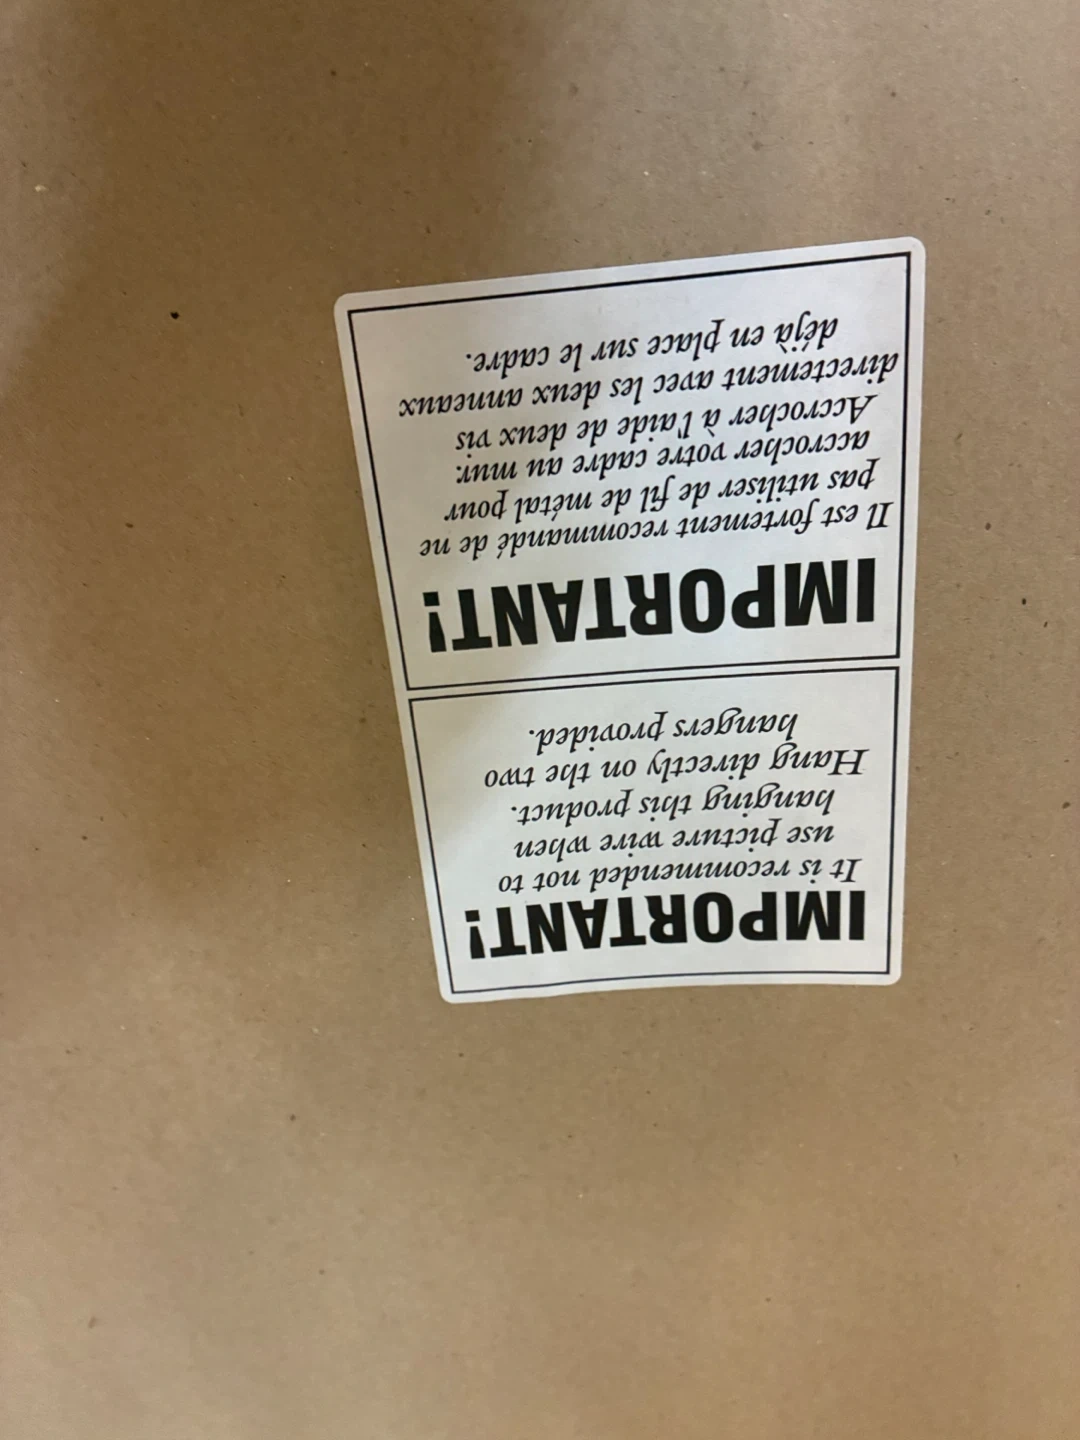 IMPORTANT!
It is recommended not to
use picture wire when
hanging this product.
Hang directly on the two
hangers provided.
IMPORTANT!
Il est fortement recommandé de ne
pas utiliser de fil de métal pour
accrocher votre cadre au mur.
Accrocher à l'aide de deux vis
directement avec les deux anneaux
déjà en place sur le cadre.